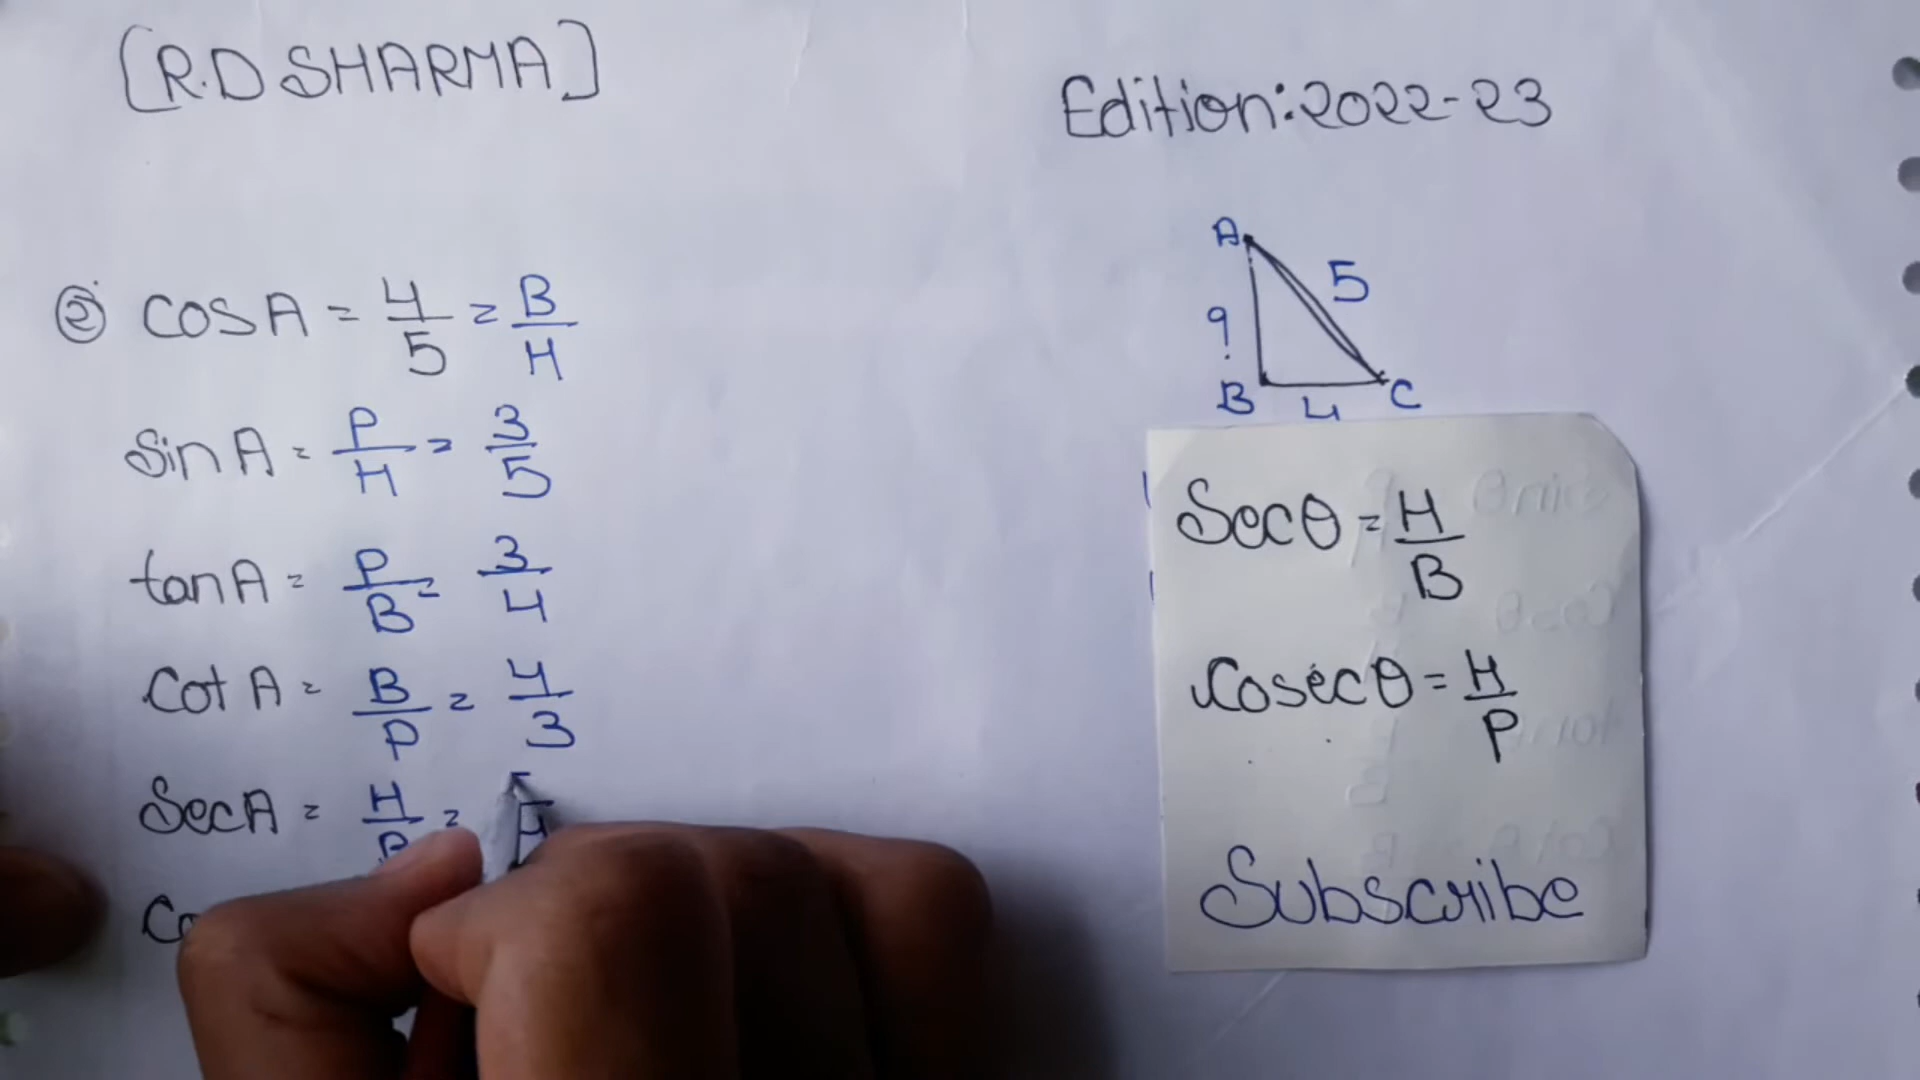 [R.D SHARMA]
Edition: 2022-23
② COS A = 4/5 = B/H
Sin A = P/H = 3/5
tan A = P/B = 3/4
Cot A = B/P = 4/3
Sec A = H/B =
Co
A
5
?
B
4
C
Sec θ = H/B
Cosec θ = H/P
Subscribe